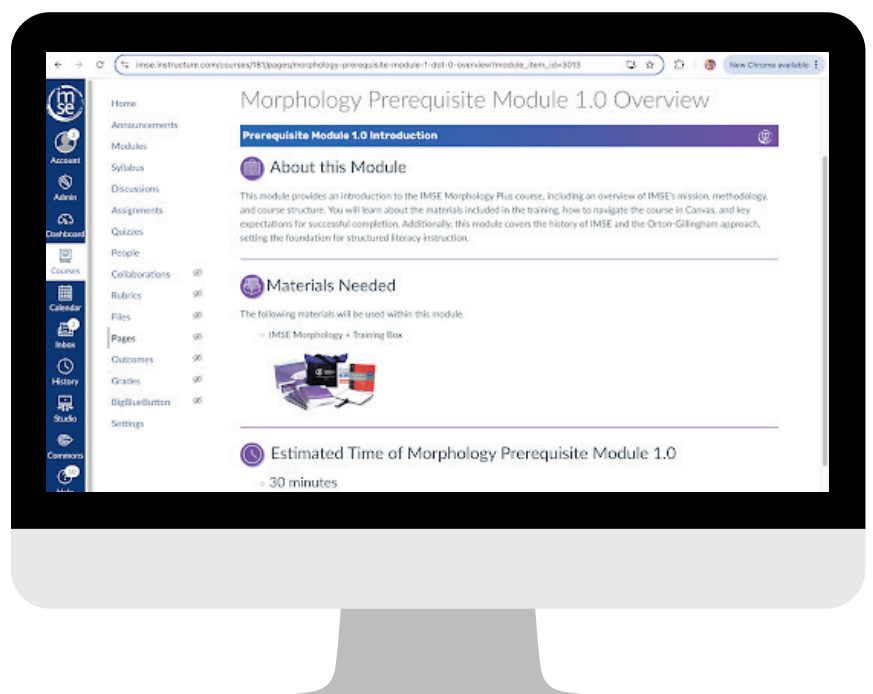 imse.instructure.com/courses/181/pages/morphology-prerequisite-module-1-dot-0-overview?module_item_id=3013
New Chrome available
imse
Account
Admin
Dashboard
Courses
Calendar
Inbox
History
Studio
Commons
Help
Home
Announcements
Modules
Syllabus
Discussions
Assignments
Quizzes
People
Collaborations
Rubrics
Files
Pages
Outcomes
Grades
BigBlueButton
Settings
Morphology Prerequisite Module 1.0 Overview
Prerequisite Module 1.0 Introduction
About this Module
This module provides an introduction to the IMSE Morphology Plus course, including an overview of IMSE's mission, methodology,
and course structure. You will learn about the materials included in the training, how to navigate the course in Canvas, and key
expectations for successful completion. Additionally, this module covers the history of IMSE and the Orton-Gillingham approach,
setting the foundation for structured literacy instruction.
Materials Needed
The following materials will be used within this module.
IMSE Morphology + Training Box
Estimated Time of Morphology Prerequisite Module 1.0
30 minutes